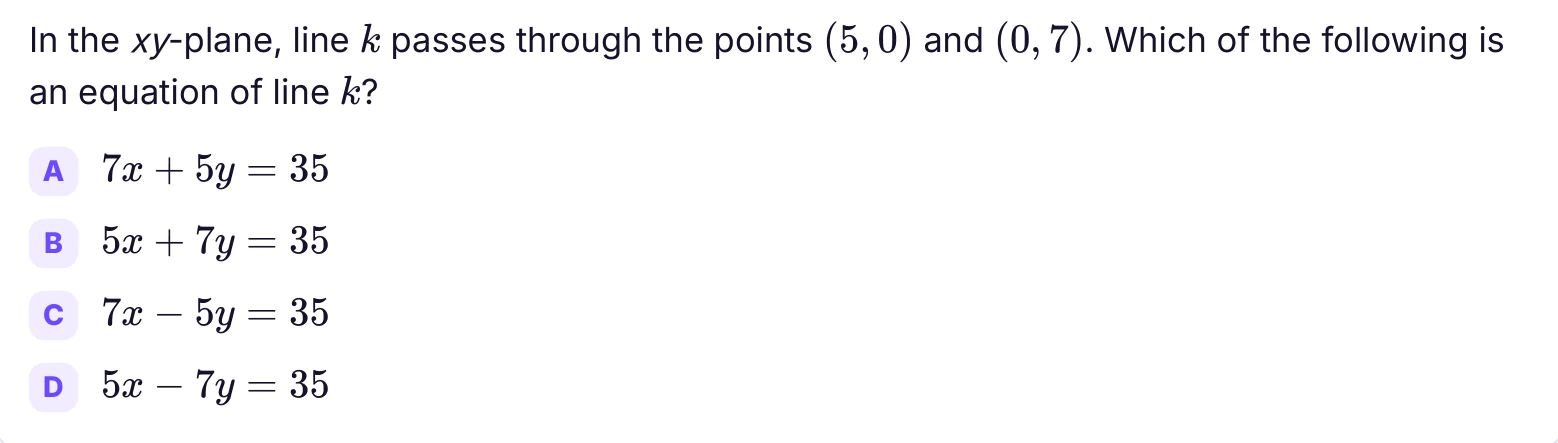 In the xy-plane, line k passes through the points (5, 0) and (0, 7). Which of the following is
an equation of line k?
A 7x + 5y = 35
B 5x + 7y = 35
C 7x − 5y = 35
D 5x − 7y = 35